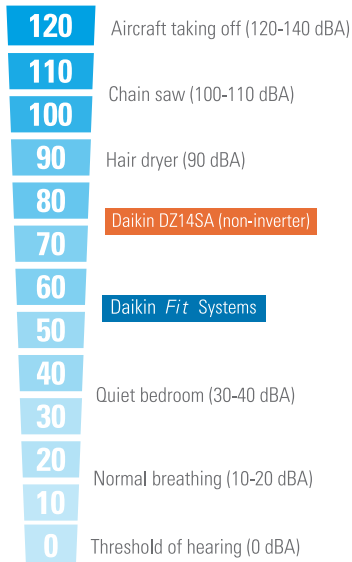 120
Aircraft taking off (120-140 dBA)
110
Chain saw (100-110 dBA)
100
90
Hair dryer (90 dBA)
80
Daikin DZ14SA (non-inverter)
70
60
Daikin Fit Systems
50
40
Quiet bedroom (30-40 dBA)
30
20
Normal breathing (10-20 dBA)
10
0
Threshold of hearing (0 dBA)